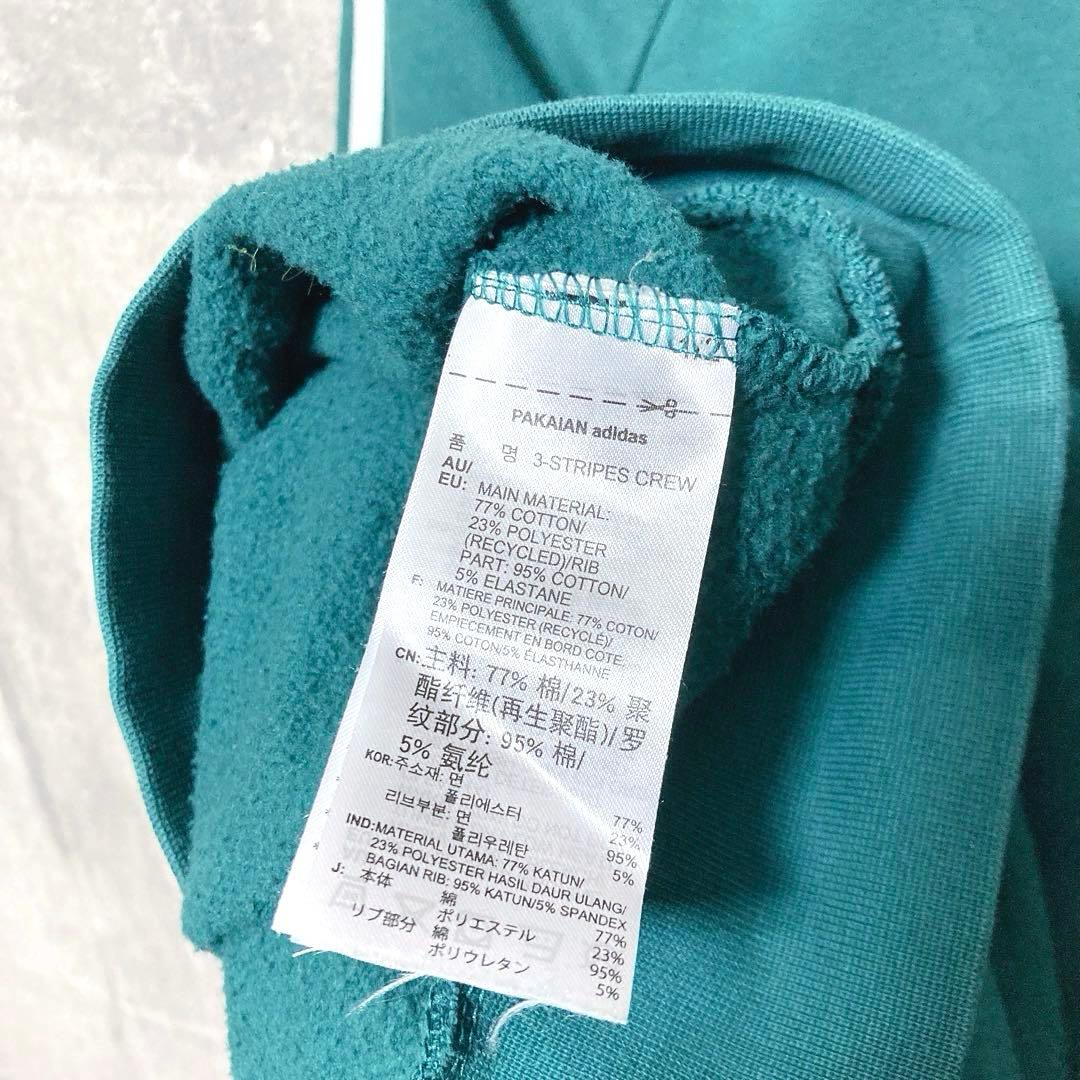 PAKAIAN adidas
품 명 3-STRIPES CREW
AU/
EU: MAIN MATERIAL:
77% COTTON/
23% POLYESTER
(RECYCLED)/RIB
PART: 95% COTTON/
5% ELASTANE
F: MATIERE PRINCIPALE: 77% COTON/
23% POLYESTER (RECYCLÉ)/
EMPIECEMENT EN BORD COTE:
95% COTON/5% ÉLASTHANNE
CN: 主料: 77% 棉/23% 聚
酯纤维(再生聚酯)/罗
纹部分: 95% 棉/
5% 氨纶
KOR: 주소재: 면 77%
폴리에스터 23%
리브부분: 면 95%
폴리우레탄 5%
IND: MATERIAL UTAMA: 77% KATUN/
23% POLYESTER HASIL DAUR ULANG/
BAGIAN RIB: 95% KATUN/5% SPANDEX
J: 本体 綿 77%
ポリエステル 23%
リブ部分 綿 95%
ポリウレタン 5%